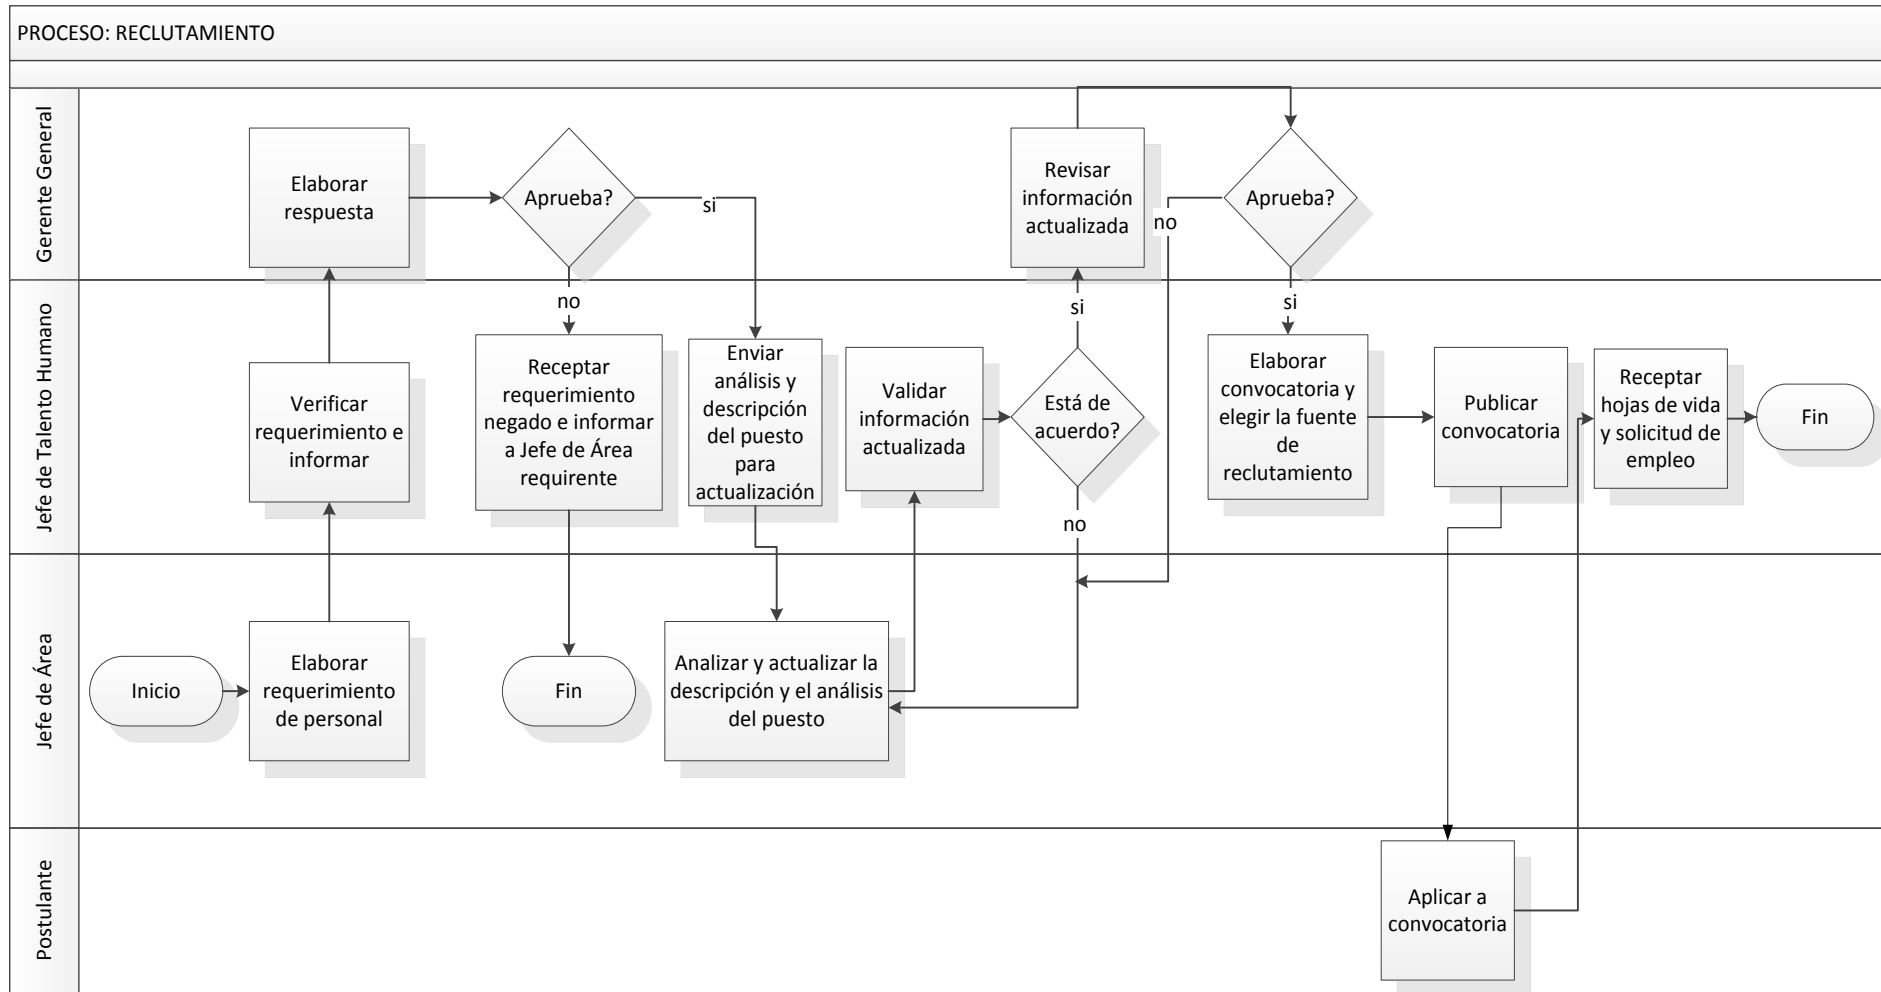 PROCESO: RECLUTAMIENTO
Gerente General
Elaborar
respuesta
Aprueba?
si
no
Revisar
información
actualizada
Aprueba?
no
si
Jefe de Talento Humano
Verificar
requerimiento e
informar
Receptar
requerimiento
negado e informar
a Jefe de Área
requirente
Enviar
análisis y
descripción
del puesto
para
actualización
Validar
información
actualizada
si
Está de
acuerdo?
no
Elaborar
convocatoria y
elegir la fuente
de
reclutamiento
Publicar
convocatoria
Receptar
hojas de vida
y solicitud de
empleo
Fin
Jefe de Área
Inicio
Elaborar
requerimiento
de personal
Fin
Analizar y actualizar la
descripción y el análisis
del puesto
Postulante
Aplicar a
convocatoria